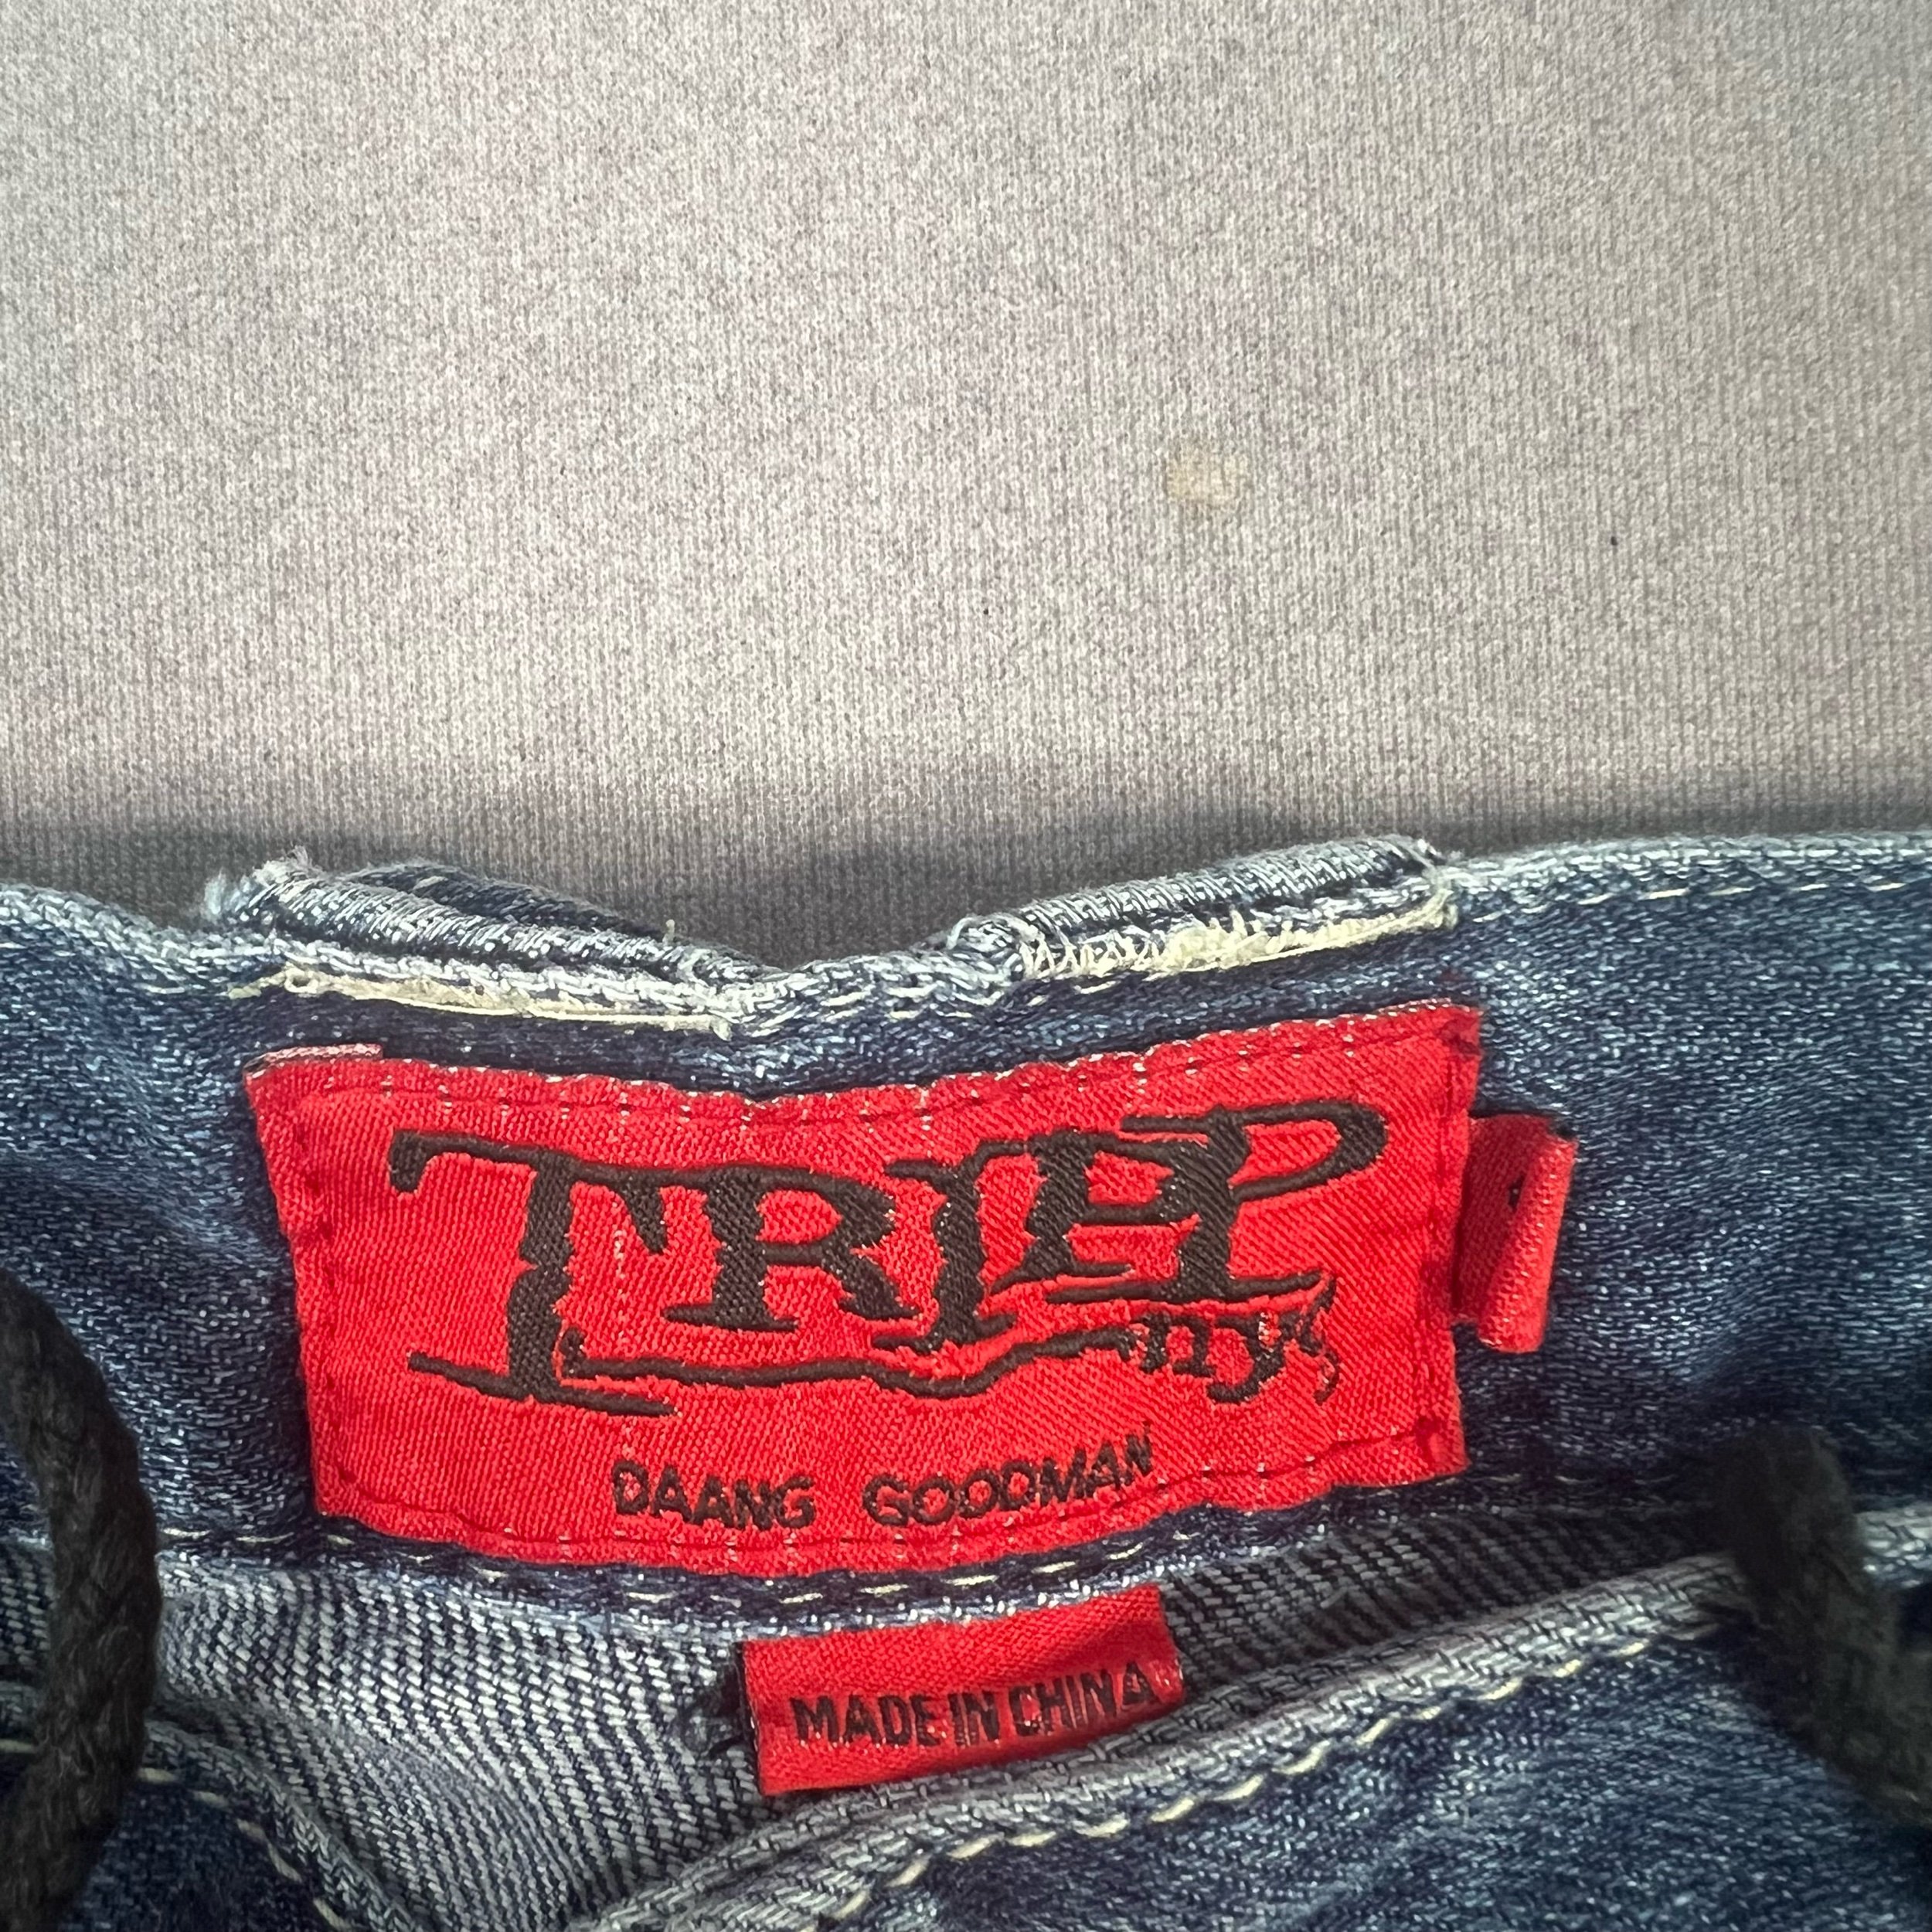 TRIPP
nyc
DAANG GOODMAN
MADE IN CHINA